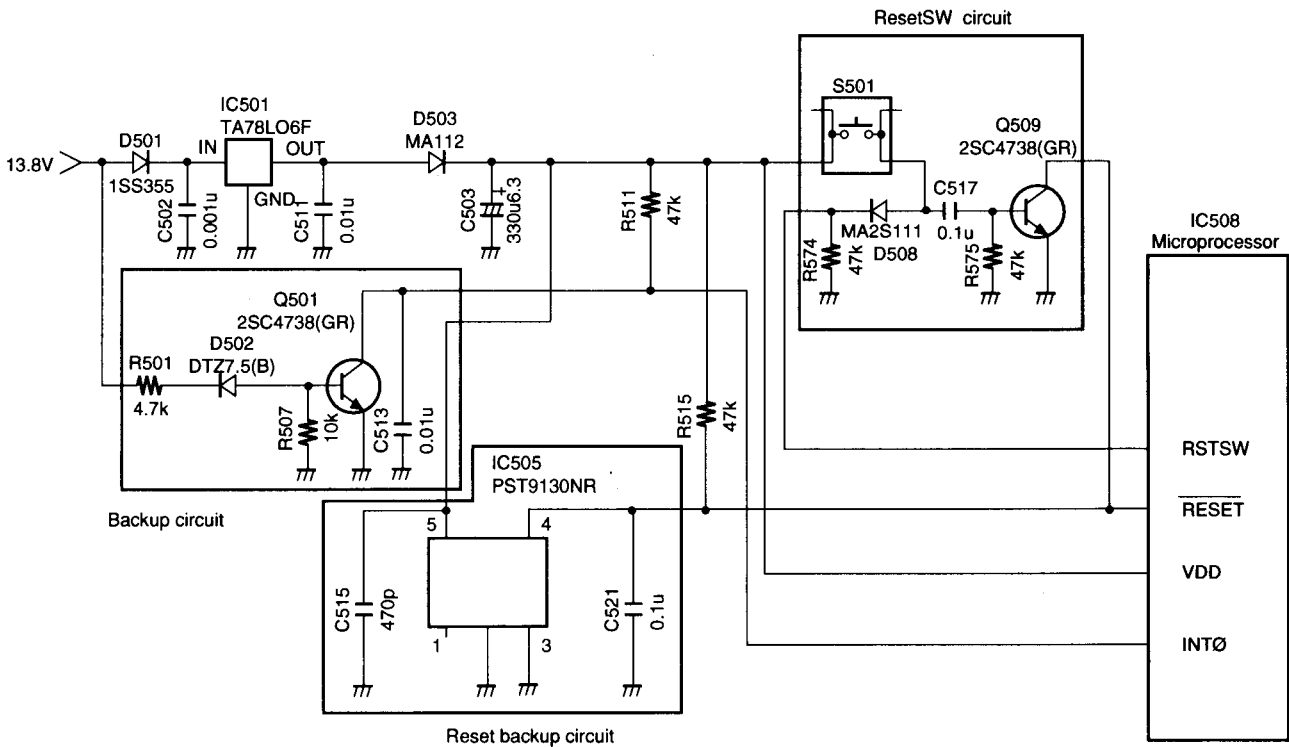 ResetSW circuit
13.8V
D501
1SS355
C502
0.001u
IC501
TA78LO6F
IN
OUT
GND
C511
0.01u
D503
MA112
C503
330u6.3
+
R511
47k
S501
Q509
2SC4738(GR)
C517
0.1u
MA2S111
D508
R574
47k
R575
47k
IC508
Microprocessor
Q501
2SC4738(GR)
D502
DTZ7.5(B)
R501
4.7k
R507
10k
C513
0.01u
R515
47k
Backup circuit
IC505
PST9130NR
5
4
1
3
C515
470p
C521
0.1u
Reset backup circuit
RSTSW
RESET
VDD
INTØ